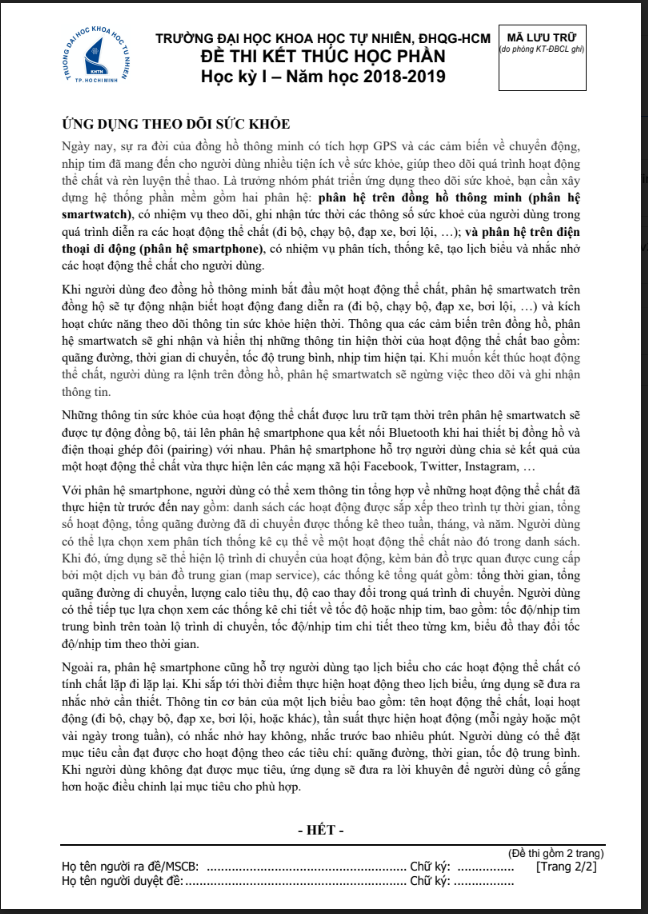 TRƯỜNG ĐẠI HỌC KHOA HỌC TỰ NHIÊN, ĐHQG-HCM
ĐỀ THI KẾT THÚC HỌC PHẦN
Học kỳ I – Năm học 2018-2019
MÃ LƯU TRỮ
(do phòng KT-ĐBCL ghi)
TRƯỜNG ĐẠI HỌC KHOA HỌC TỰ NHIÊN
KHTN
TP. HO CHI MINH
ỨNG DỤNG THEO DÕI SỨC KHỎE
Ngày nay, sự ra đời của đồng hồ thông minh có tích hợp GPS và các cảm biến về chuyển động,
nhịp tim đã mang đến cho người dùng nhiều tiện ích về sức khỏe, giúp theo dõi quá trình hoạt động
thể chất và rèn luyện thể thao. Là trưởng nhóm phát triển ứng dụng theo dõi sức khoẻ, bạn cần xây
dựng hệ thống phần mềm gồm hai phân hệ: phân hệ trên đồng hồ thông minh (phân hệ
smartwatch), có nhiệm vụ theo dõi, ghi nhận tức thời các thông số sức khoẻ của người dùng trong
quá trình diễn ra các hoạt động thể chất (đi bộ, chạy bộ, đạp xe, bơi lội, …); và phân hệ trên điện
thoại di động (phân hệ smartphone), có nhiệm vụ phân tích, thống kê, tạo lịch biểu và nhắc nhở
các hoạt động thể chất cho người dùng.
Khi người dùng đeo đồng hồ thông minh bắt đầu một hoạt động thể chất, phân hệ smartwatch trên
đồng hộ sẽ tự động nhận biết hoạt động đang diễn ra (đi bộ, chạy bộ, đạp xe, bơi lội, …) và kích
hoạt chức năng theo dõi thông tin sức khỏe hiện thời. Thông qua các cảm biến trên đồng hồ, phân
hệ smartwatch sẽ ghi nhận và hiển thị những thông tin hiện thời của hoạt động thể chất bao gồm:
quãng đường, thời gian di chuyển, tốc độ trung bình, nhịp tim hiện tại. Khi muốn kết thúc hoạt động
thể chất, người dùng ra lệnh trên đồng hồ, phân hệ smartwatch sẽ ngừng việc theo dõi và ghi nhận
thông tin.
Những thông tin sức khỏe của hoạt động thể chất được lưu trữ tạm thời trên phân hệ smartwatch sẽ
được tự động đồng bộ, tải lên phân hệ smartphone qua kết nối Bluetooth khi hai thiết bị đồng hồ và
điện thoại ghép đôi (pairing) với nhau. Phân hệ smartphone hỗ trợ người dùng chia sẻ kết quả của
một hoạt động thể chất vừa thực hiện lên các mạng xã hội Facebook, Twitter, Instagram, …
Với phân hệ smartphone, người dùng có thể xem thông tin tổng hợp về những hoạt động thể chất đã
thực hiện từ trước đến nay gồm: danh sách các hoạt động được sắp xếp theo trình tự thời gian, tổng
số hoạt động, tổng quãng đường đã di chuyển được thống kê theo tuần, tháng, và năm. Người dùng
có thể lựa chọn xem phân tích thống kê cụ thể về một hoạt động thể chất nào đó trong danh sách.
Khi đó, ứng dụng sẽ thể hiện lộ trình di chuyển của hoạt động, kèm bản đồ trực quan được cung cấp
bởi một dịch vụ bản đồ trung gian (map service), các thống kê tổng quát gồm: tổng thời gian, tổng
quãng đường di chuyển, lượng calo tiêu thụ, độ cao thay đổi trong quá trình di chuyển. Người dùng
có thể tiếp tục lựa chọn xem các thống kê chi tiết về tốc độ hoặc nhịp tim, bao gồm: tốc độ/nhịp tim
trung bình trên toàn lộ trình di chuyển, tốc độ/nhịp tim chi tiết theo từng km, biểu đồ thay đổi tốc
độ/nhịp tim theo thời gian.
Ngoài ra, phân hệ smartphone cũng hỗ trợ người dùng tạo lịch biểu cho các hoạt động thể chất có
tính chất lặp đi lặp lại. Khi sắp tới thời điểm thực hiện hoạt động theo lịch biểu, ứng dụng sẽ đưa ra
nhắc nhở cần thiết. Thông tin cơ bản của một lịch biểu bao gồm: tên hoạt động thể chất, loại hoạt
động (đi bộ, chạy bộ, đạp xe, bơi lội, hoặc khác), tần suất thực hiện hoạt động (mỗi ngày hoặc một
vài ngày trong tuần), có nhắc nhở hay không, nhắc trước bao nhiêu phút. Người dùng có thể đặt
mục tiêu cần đạt được cho hoạt động theo các tiêu chí: quãng đường, thời gian, tốc độ trung bình.
Khi người dùng không đạt được mục tiêu, ứng dụng sẽ đưa ra lời khuyên để người dùng cố gắng
hơn hoặc điều chỉnh lại mục tiêu cho phù hợp.
- HẾT -
(Đề thi gồm 2 trang)
Họ tên người ra đề/MSCB: ........................................................ Chữ ký: ................ [Trang 2/2]
Họ tên người duyệt đề: .............................................................. Chữ ký: .................